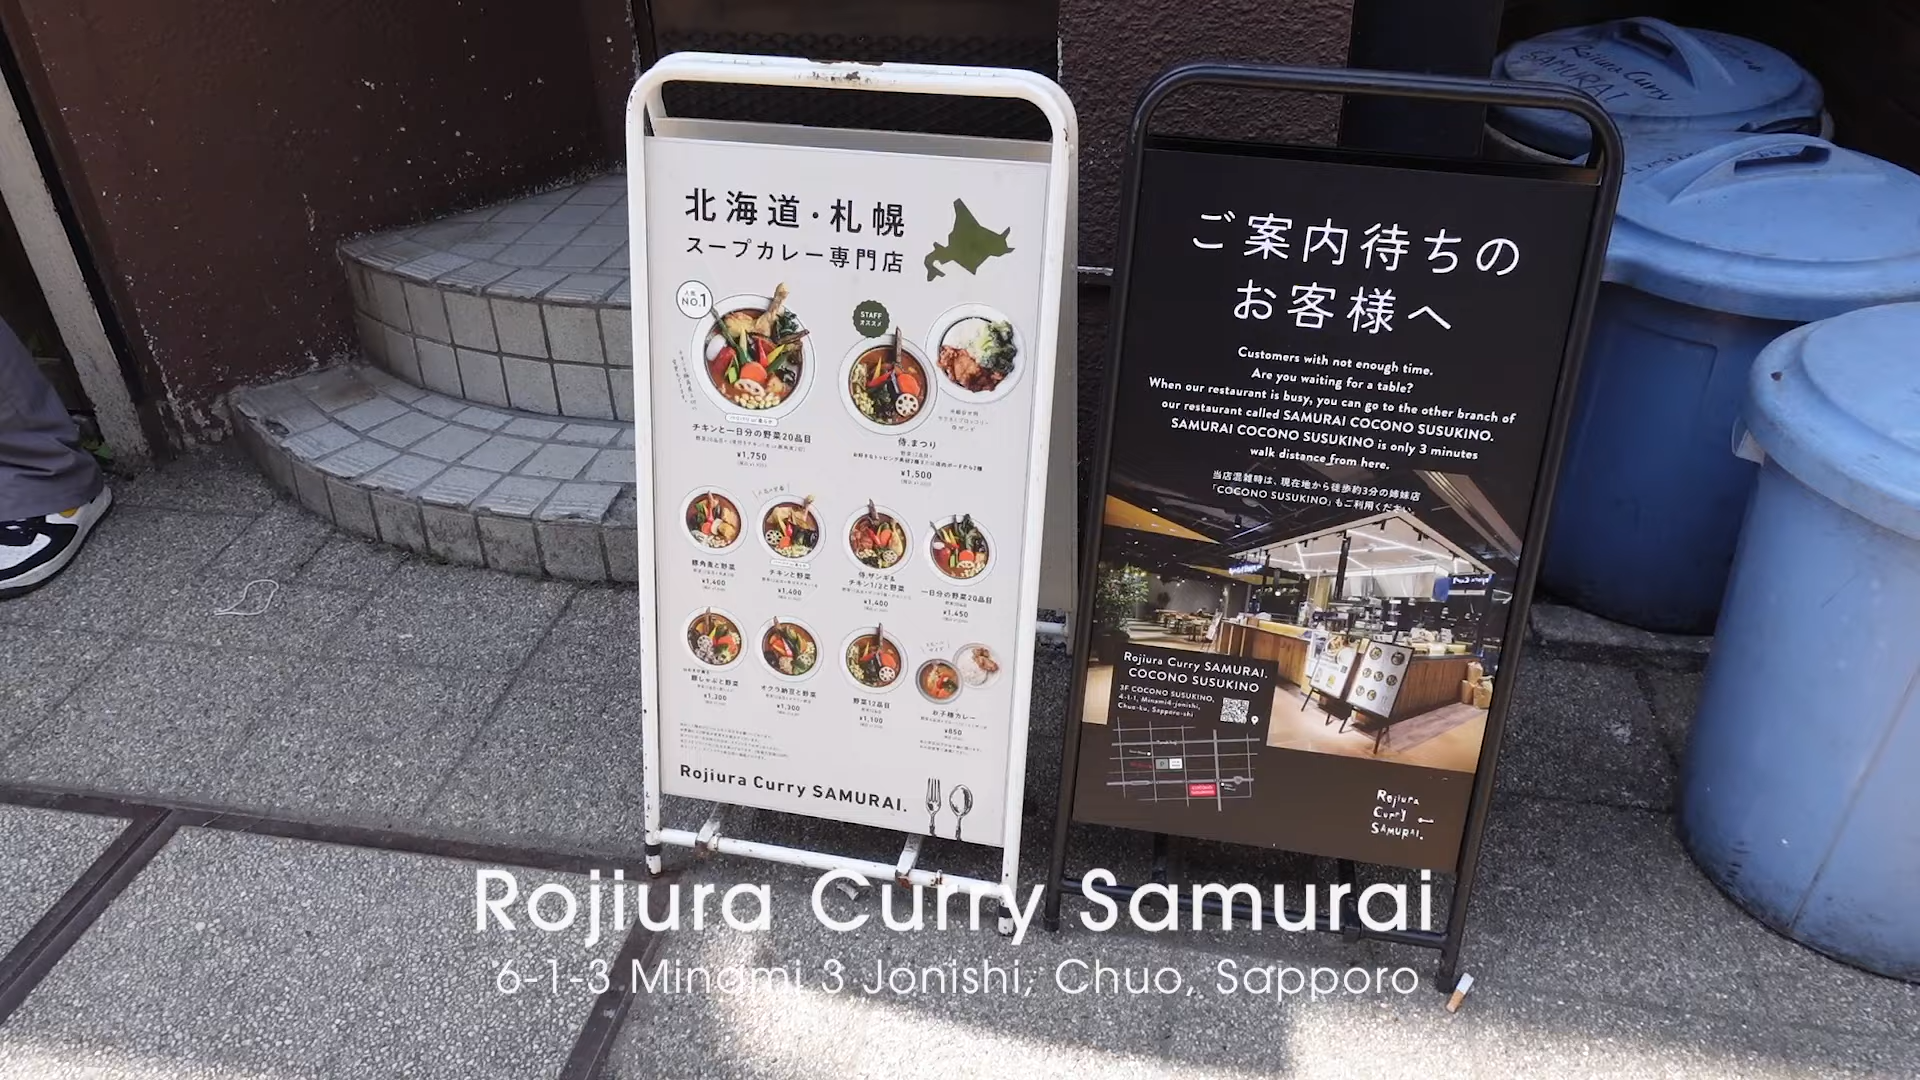 北海道・札幌
スープカレー専門店
人気
NO.1
STAFF
オススメ
チキンと一日分の野菜20品目
¥1,750
侍.まつり
¥1,500
豚角煮と野菜
¥1,400
チキンと野菜
¥1,400
侍.ザンギ&
チキン1/2と野菜
¥1,400
一日分の野菜20品目
¥1,450
豚しゃぶと野菜
¥1,300
オクラ納豆と野菜
¥1,300
野菜12品目
¥1,100
お子様カレー
¥850
Rojiura Curry SAMURAI.
ご案内待ちの
お客様へ
Customers with not enough time.
Are you waiting for a table?
When our restaurant is busy, you can go to the other branch of
our restaurant called SAMURAI COCONO SUSUKINO.
SAMURAI COCONO SUSUKINO is only 3 minutes
walk distance from here.
当店混雑時は、現在地から徒歩約3分の姉妹店
「COCONO SUSUKINO」もご利用ください。
Rojiura Curry SAMURAI.
COCONO SUSUKINO
3F COCONO SUSUKINO,
4-1-1, Minami4-jonishi,
Chuo-ku, Sapporo-shi
Rojiura
Curry
SAMURAI.
Rojiura Curry
SAMURAI
Rojiura Curry Samurai
6-1-3 Minami 3 Jonishi, Chuo, Sapporo